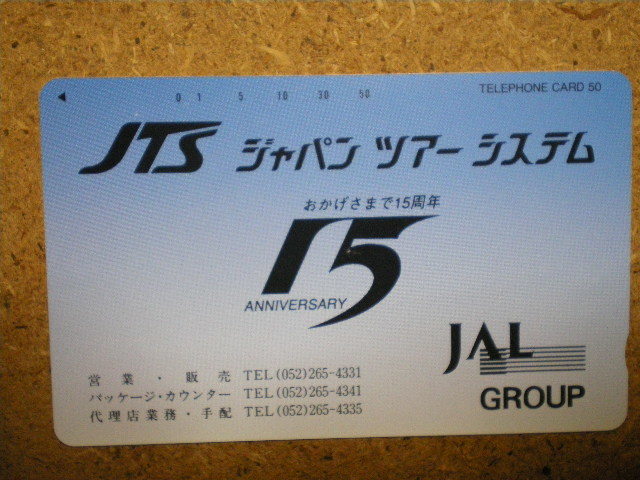 ◀ 0 1 5 10 30 50 TELEPHONE CARD 50
JTS ジャパン ツアー システム
おかげさまで15周年
15
ANNIVERSARY
JAL
GROUP
営業・販売 TEL(052)265-4331
パッケージ・カウンター TEL(052)265-4341
代理店業務・手配 TEL(052)265-4335